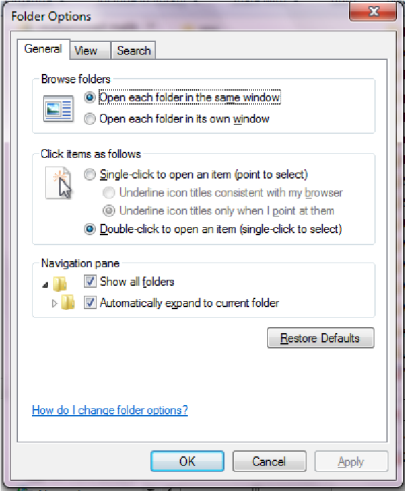 Folder Options
General View Search
Browse folders
Open each folder in the same window
Open each folder in its own window
Click items as follows
Single-click to open an item (point to select)
Underline icon titles consistent with my browser
Underline icon titles only when I point at them
Double-click to open an item (single-click to select)
Navigation pane
Show all folders
Automatically expand to current folder
Restore Defaults
How do I change folder options?
OK Cancel Apply